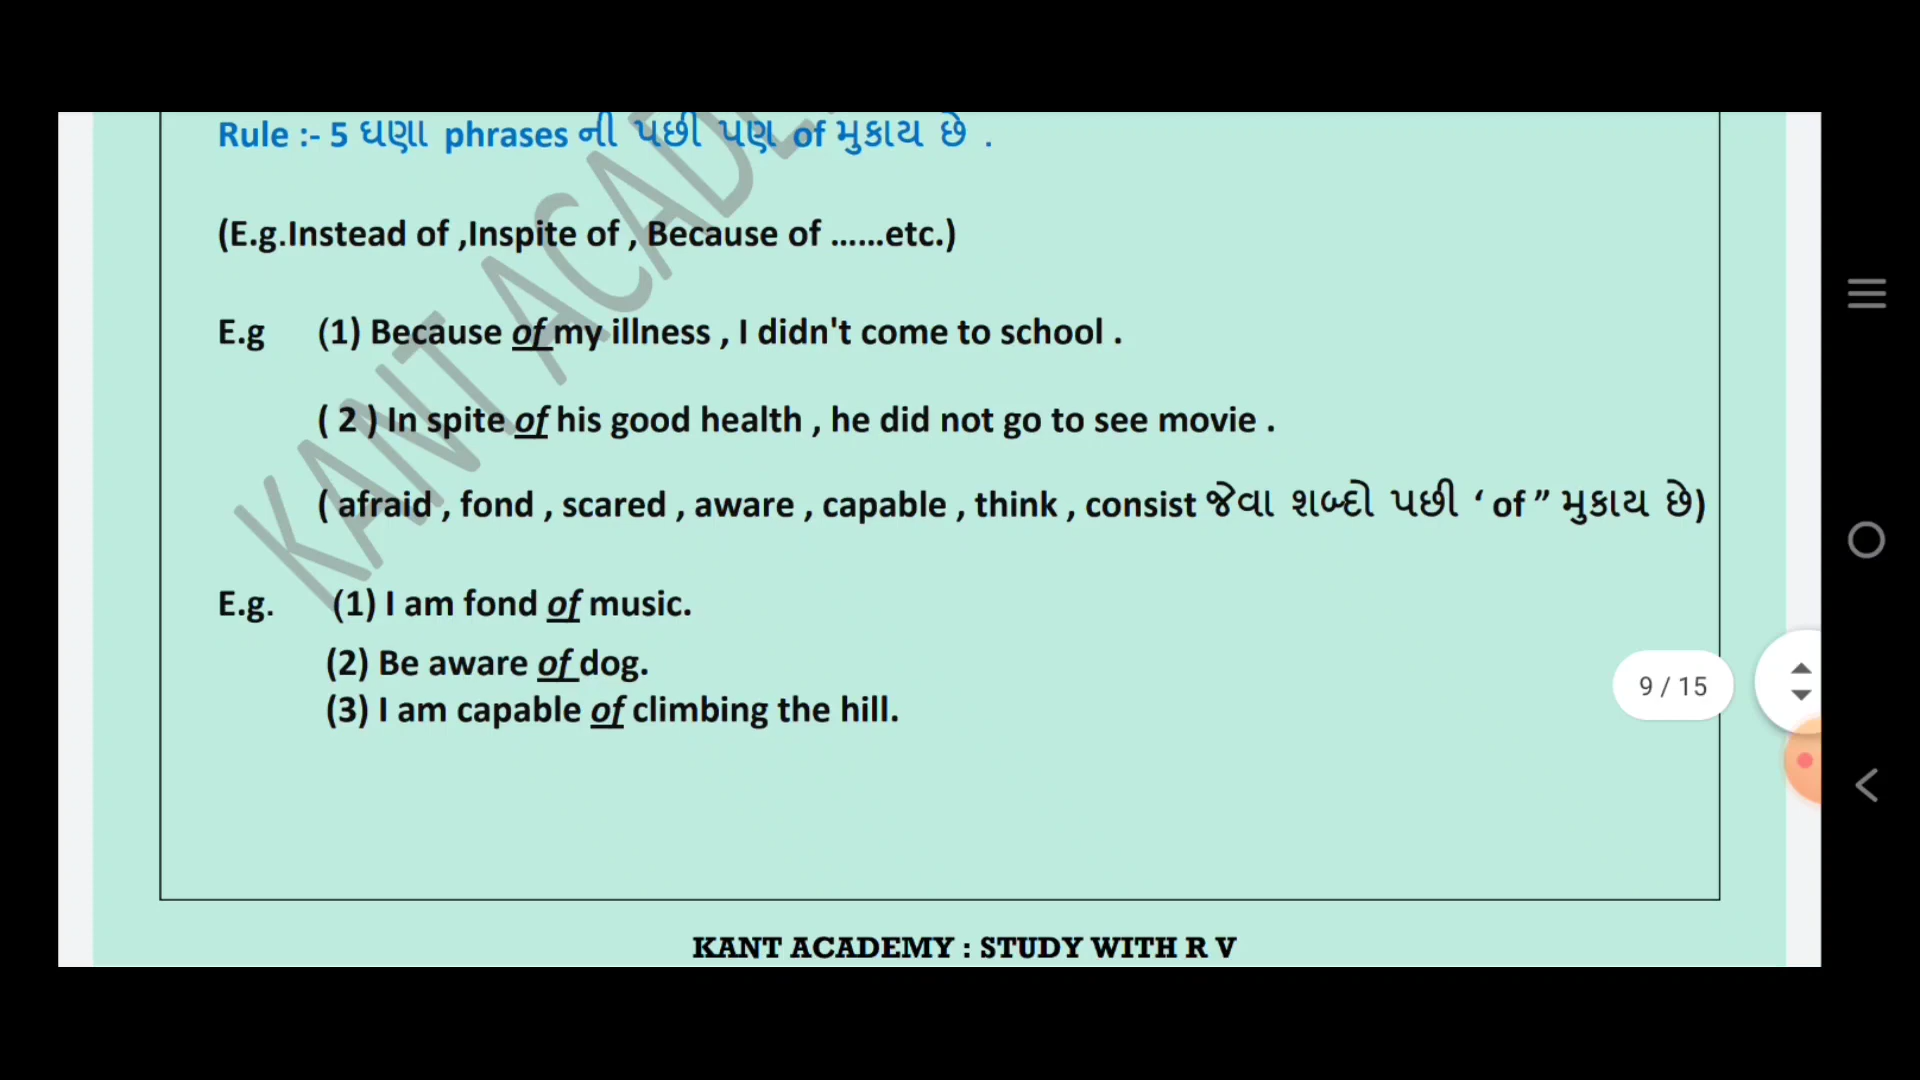 Rule :- 5 ઘણા phrases ની પછી પણ of મુકાય છે .
(E.g.Instead of ,Inspite of , Because of ......etc.)
E.g (1) Because of my illness , I didn't come to school .
( 2 ) In spite of his good health , he did not go to see movie .
( afraid , fond , scared , aware , capable , think , consist જેવા શબ્દો પછી ‘ of ” મુકાય છે)
E.g. (1) I am fond of music.
(2) Be aware of dog.
(3) I am capable of climbing the hill.
9 / 15
KANT ACADEMY : STUDY WITH R V
KANT ACADE